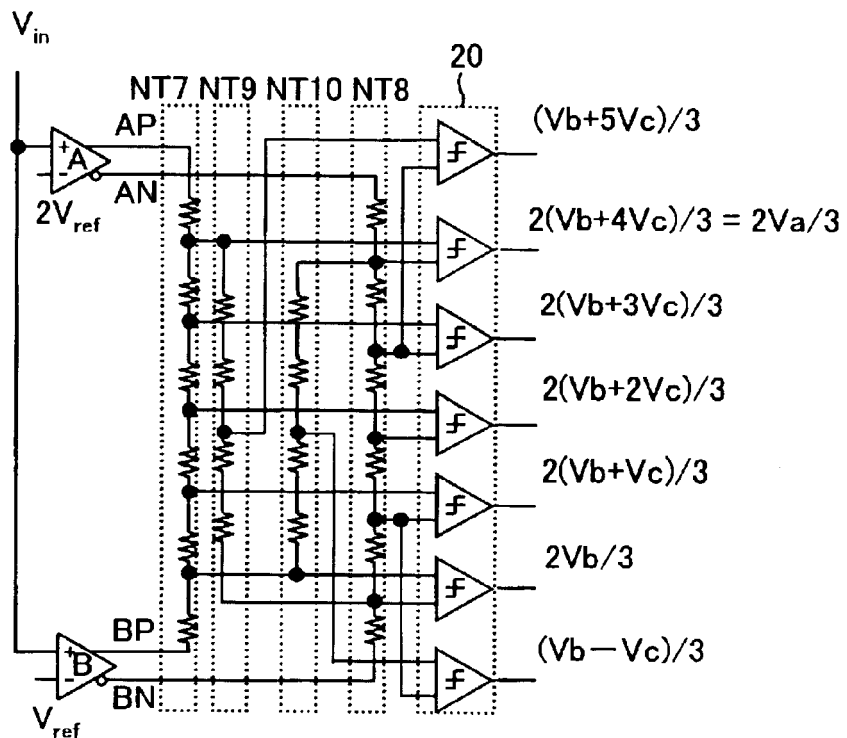 V_in
20
NT7 NT9 NT10 NT8
AP
(Vb+5Vc)/3
+ A -
AN
2V_ref
2(Vb+4Vc)/3 = 2Va/3
2(Vb+3Vc)/3
2(Vb+2Vc)/3
2(Vb+Vc)/3
2Vb/3
BP
+ B -
(Vb－Vc)/3
BN
V_ref